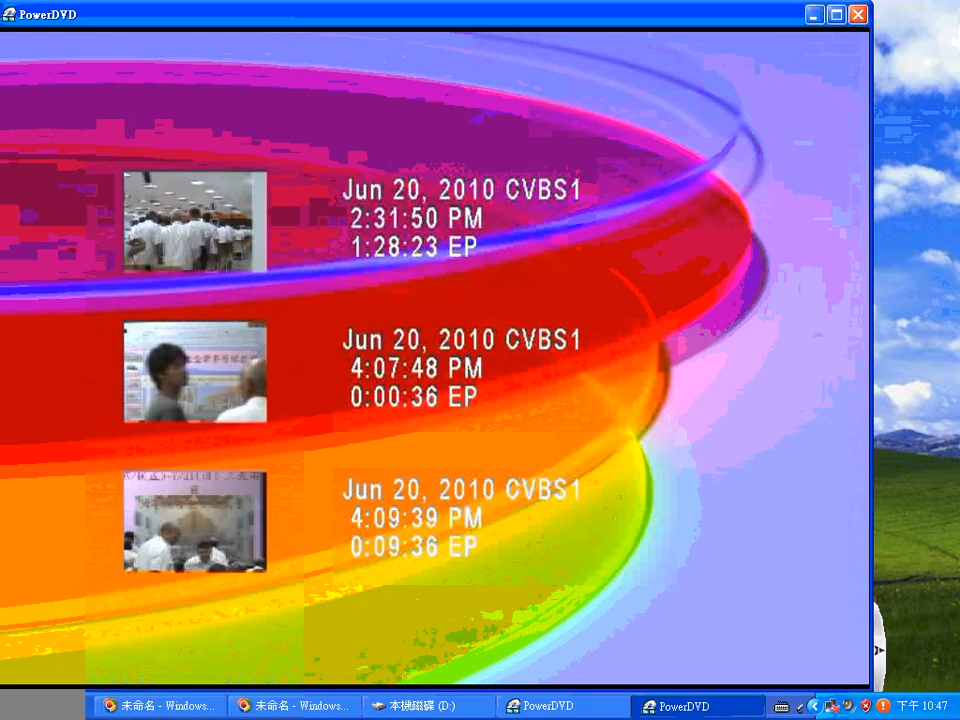 PowerDVD
Jun 20, 2010 CVBS1
2:31:50 PM
1:28:23 EP
Jun 20, 2010 CVBS1
4:07:48 PM
0:00:36 EP
Jun 20, 2010 CVBS1
4:09:39 PM
0:09:36 EP
未命名 - Windows...
未命名 - Windows...
本機磁碟 (D:)
PowerDVD
PowerDVD
下午 10:47